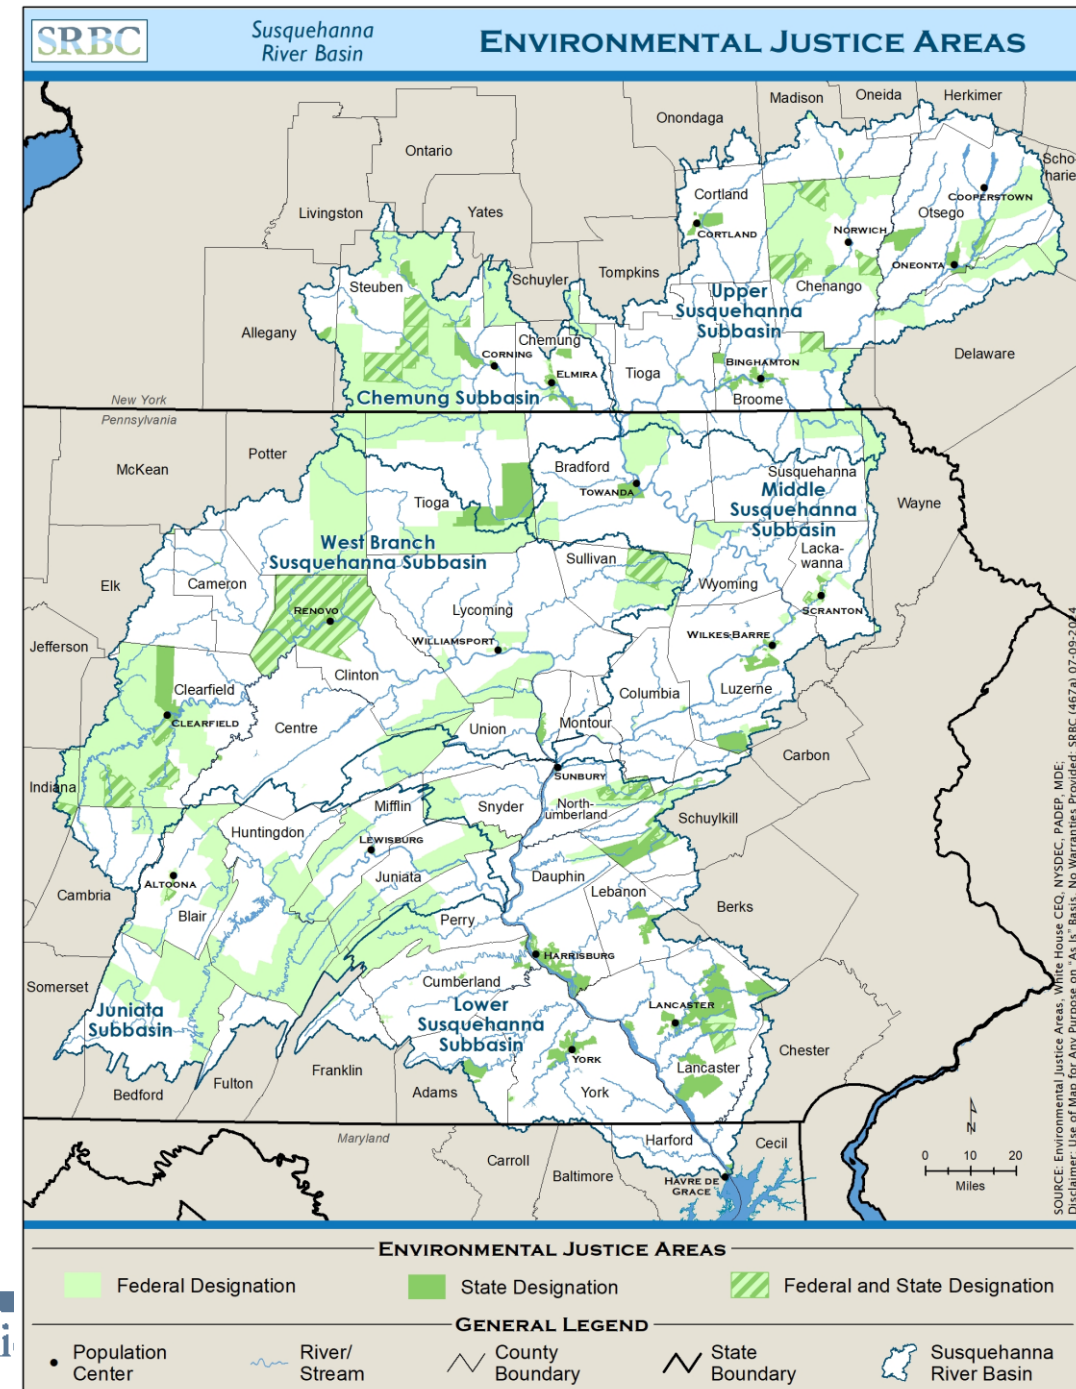 SRBC
Susquehanna
River Basin
ENVIRONMENTAL JUSTICE AREAS
Madison
Oneida
Herkimer
Onondaga
Ontario
Scho-
harie
Cortland
COOPERSTOWN
Livingston
Yates
Otsego
CORTLAND
NORWICH
ONEONTA
Steuben
Schuyler
Tompkins
Chenango
Upper
Susquehanna
Subbasin
Allegany
Chemung
CORNING
ELMIRA
Tioga
BINGHAMTON
Delaware
Broome
Chemung Subbasin
New York
Pennsylvania
McKean
Potter
Bradford
Susquehanna
TOWANDA
Middle
Susquehanna
Subbasin
Tioga
Wayne
West Branch
Susquehanna Subbasin
Sullivan
Lacka-
wanna
Elk
Cameron
Wyoming
RENOVO
Lycoming
SCRANTON
Jefferson
WILLIAMSPORT
WILKES-BARRE
Clinton
Clearfield
Columbia
Luzerne
CLEARFIELD
Centre
Union
Montour
Carbon
SUNBURY
Indiana
Mifflin
Snyder
North-
umberland
Schuylkill
Huntingdon
LEWISBURG
Juniata
Dauphin
ALTOONA
Cambria
Lebanon
Blair
Perry
Berks
HARRISBURG
Somerset
Cumberland
Juniata
Subbasin
Lower
Susquehanna
Subbasin
LANCASTER
YORK
Chester
Lancaster
Franklin
Fulton
Bedford
Adams
York
Maryland
Harford
Cecil
Carroll
Baltimore
HAVRE DE
GRACE
N
0 10 20
Miles
SOURCE: Environmental Justice Areas, White House CEQ, NYSDEC, PADEP, MDE;
Disclaimer: Use of Map for Any Purpose on "As Is" Basis. No Warranties Provided; SRBC (467a) 07-09-2024
ENVIRONMENTAL JUSTICE AREAS
Federal Designation
State Designation
Federal and State Designation
GENERAL LEGEND
Population
Center
River/
Stream
County
Boundary
State
Boundary
Susquehanna
River Basin